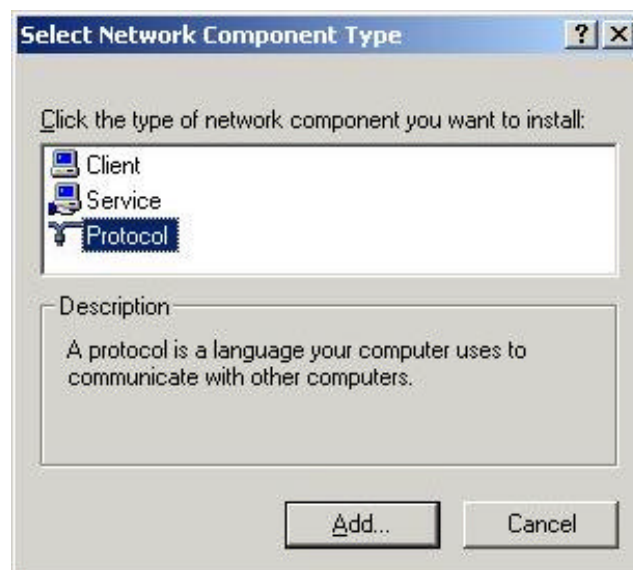 Select Network Component Type
Click the type of network component you want to install:
Client
Service
Protocol
Description
A protocol is a language your computer uses to
communicate with other computers.
Add...
Cancel